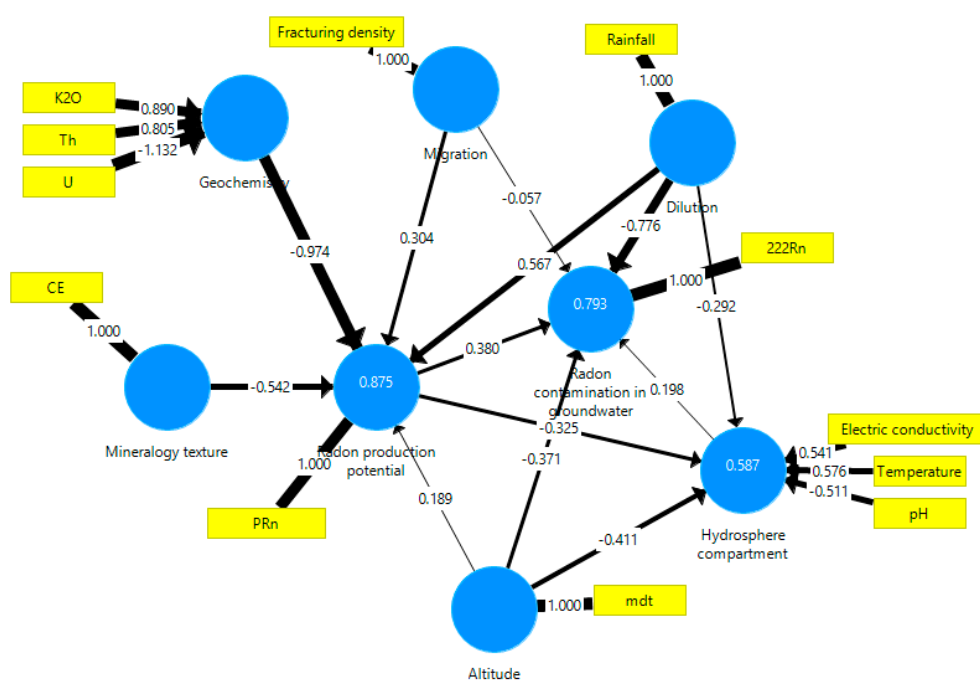 Fracturing density
1.000
Rainfall
1.000
K2O
0.890
Th
0.805
U
-1.132
Geochemistry
Migration
Dilution
-0.057
-0.776
222Rn
1.000
-0.974
0.304
0.567
-0.292
CE
1.000
0.793
Radon
contamination in
groundwater
0.380
0.198
-0.542
0.875
Mineralogy texture
Radon production
potential
1.000
PRn
-0.325
-0.371
0.587
Electric conductivity
0.541
Temperature
0.576
pH
-0.511
Hydrosphere
compartment
0.189
-0.411
1.000
mdt
Altitude